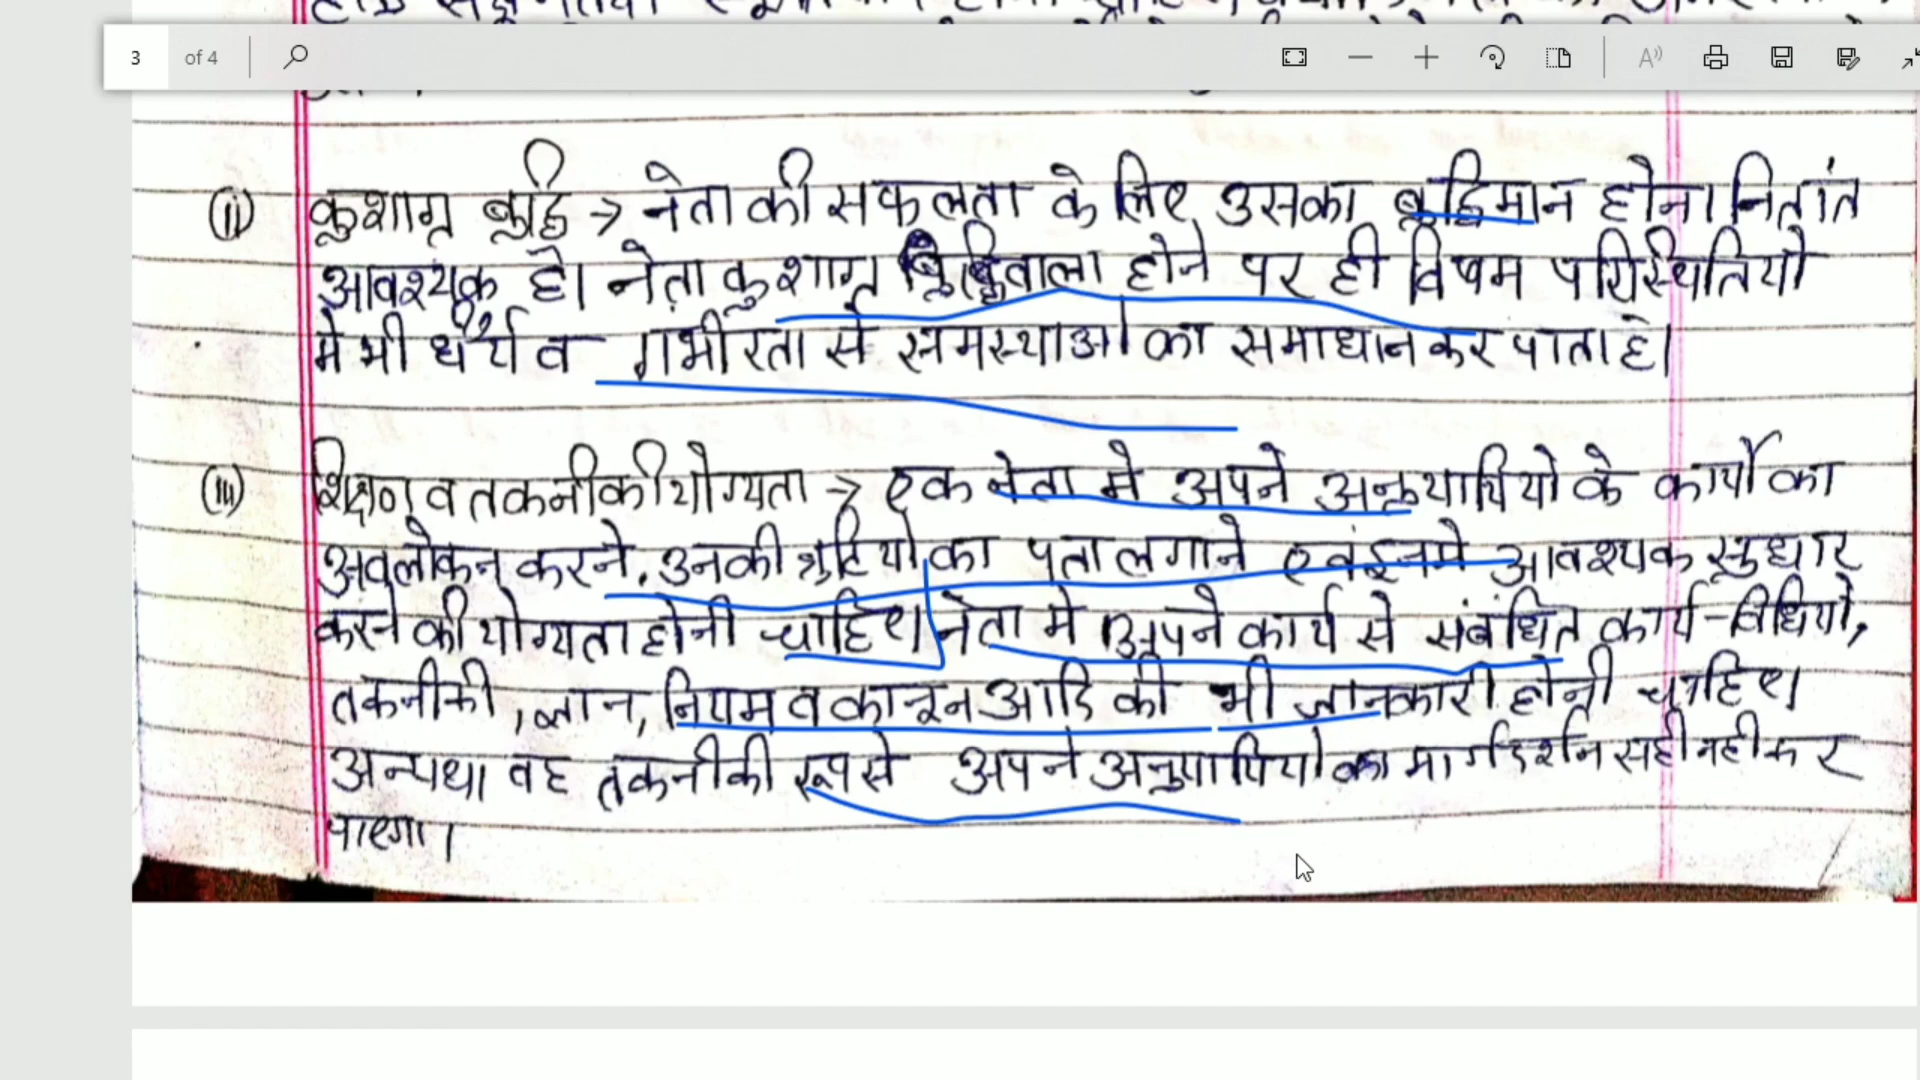 3 of 4
(ii) कुशाग्र बुद्धि → नेता की सफलता के लिए उसका बुद्धिमान होना नितांत
आवश्यक है। नेता कुशाग्र बुद्धिवाला होने पर ही विषम परिस्थितियो
मे भी धैर्य व गंभीरता से समस्याओ का समाधान कर पाता है।
(iii) शिक्षण व तकनीकी योग्यता → एक नेता मे अपने अनुयायियो के कार्यो का
अवलोकन करने, उनकी त्रुटियो का पता लगाने एवं इनमे आवश्यक सुधार
करने की योग्यता होनी चाहिए। नेता मे अपने कार्य से संबंधित कार्य-विधियो,
तकनीकी, ज्ञान, नियम व कानून आदि की भी जानकारी होनी चाहिए।
अन्यथा वह तकनीकी रूप से अपने अनुयायियो का मार्गदर्शन सही नही कर
पाएगा।